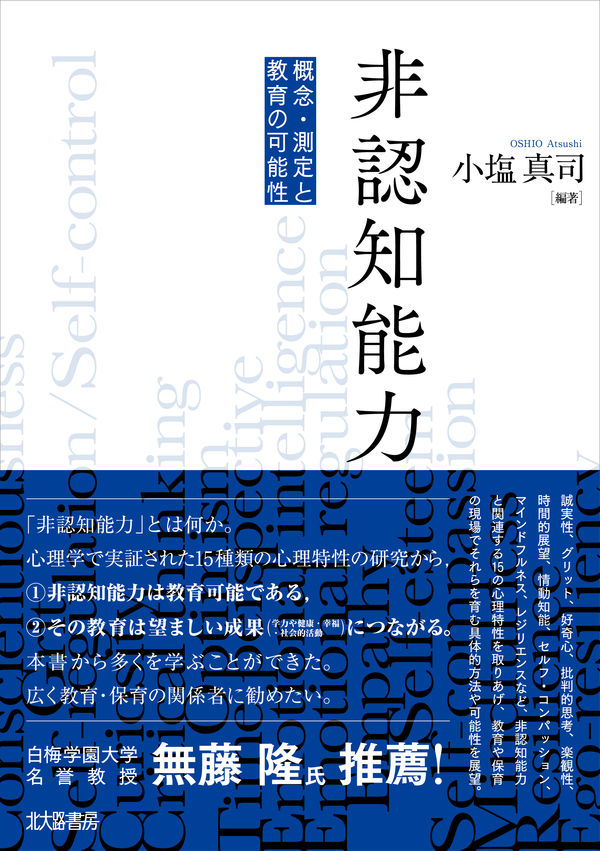 非認知能力
概念・測定と
教育の可能性
OSHIO Atsushi
小塩 真司
[編著]
/Self-control
intelligence
regulation
誠実性、グリット、好奇心、批判的思考、楽観性、
時間的展望、情動知能、セルフ・コンパッション、
マインドフルネス、レジリエンスなど、非認知能力
と関連する15の心理特性を取りあげ、教育や保育
の現場でそれらを育む具体的方法や可能性を展望。
「非認知能力」とは何か。
心理学で実証された15種類の心理特性の研究から，
①非認知能力は教育可能である，
②その教育は望ましい成果(学力や健康・幸福・社会的活動)につながる。
本書から多くを学ぶことができた。
広く教育・保育の関係者に勧めたい。
白梅学園大学
名誉教授
無藤 隆氏 推薦!
北大路書房